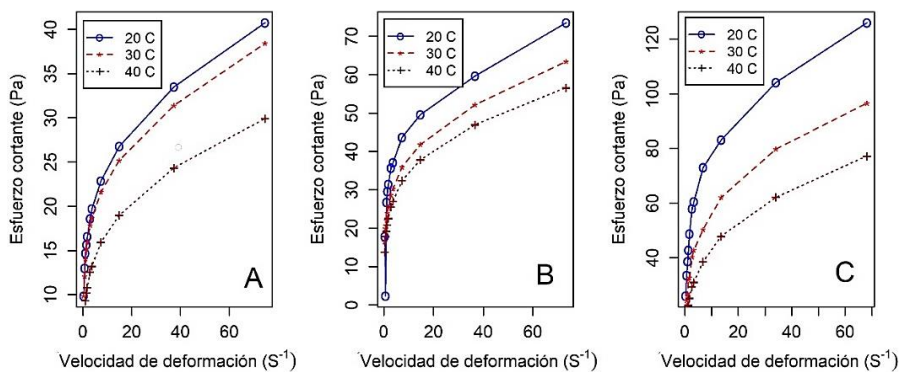 Esfuerzo cortante (Pa)
40
35
30
25
20
15
10
20 C
30 C
40 C
A
0 20 40 60
Velocidad de deformación (S⁻¹)
Esfuerzo cortante (Pa)
70
60
50
40
30
20
10
0
20 C
30 C
40 C
B
0 20 40 60
Velocidad de deformación (S⁻¹)
Esfuerzo cortante (Pa)
120
100
80
60
40
20 C
30 C
40 C
C
0 20 40 60
Velocidad de deformación (S⁻¹)